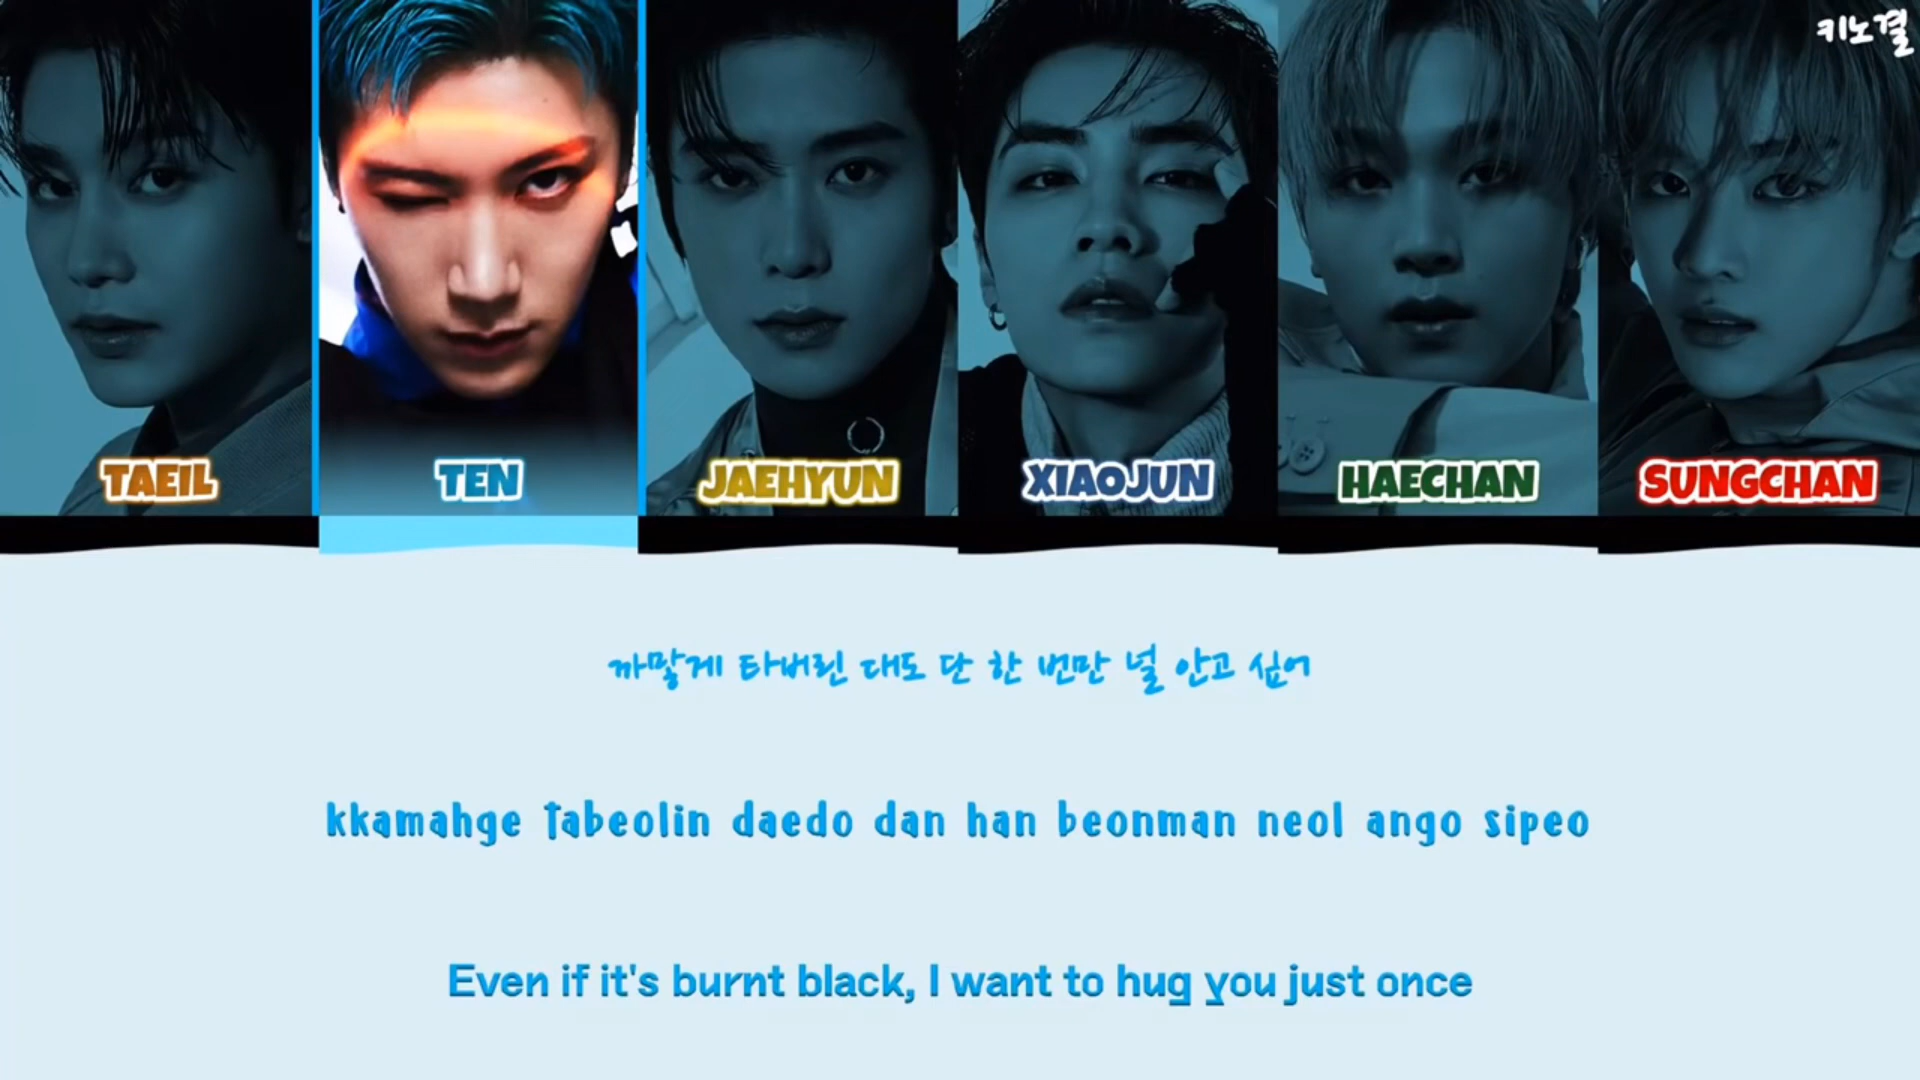 키노결
TAEIL TEN JAEHYUN XIAOJUN HAECHAN SUNGCHAN
까맣게 타버린 대도 단 한 번만 널 안고 싶어
kkamahge tabeolin daedo dan han beonman neol ango sipeo
Even if it's burnt black, I want to hug you just once